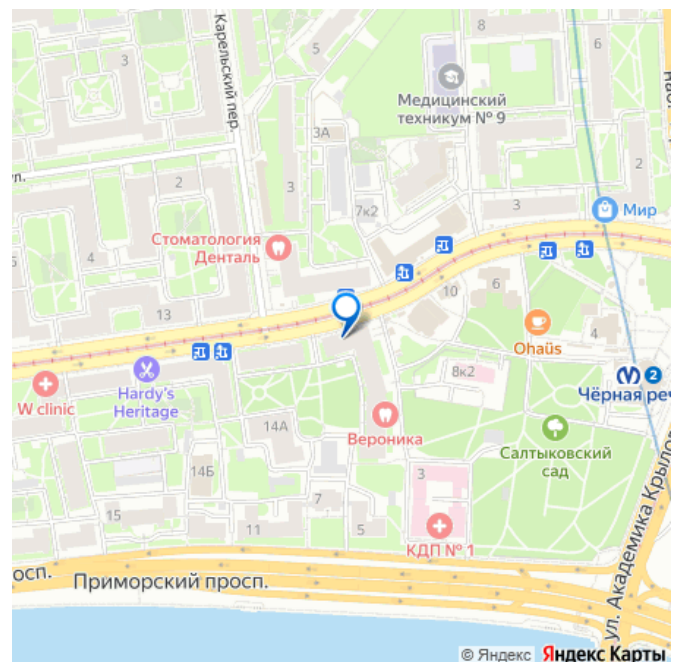 8
6
3
5
Карельский пер.
Медицинский
техникум № 9
3А
ул.
2
3
2
7к2
3
Мир
Стоматология
Денталь
4
10
6
13
Ohaüs
4
8к2
2
Чёрная реч
W clinic
Hardy's
Heritage
14А
Вероника
Салтыковский
сад
14Б
3
7
15
11
5
КДП № 1
осп.
Приморский просп.
ул. Академика Крылов
© Яндекс Яндекс Карты